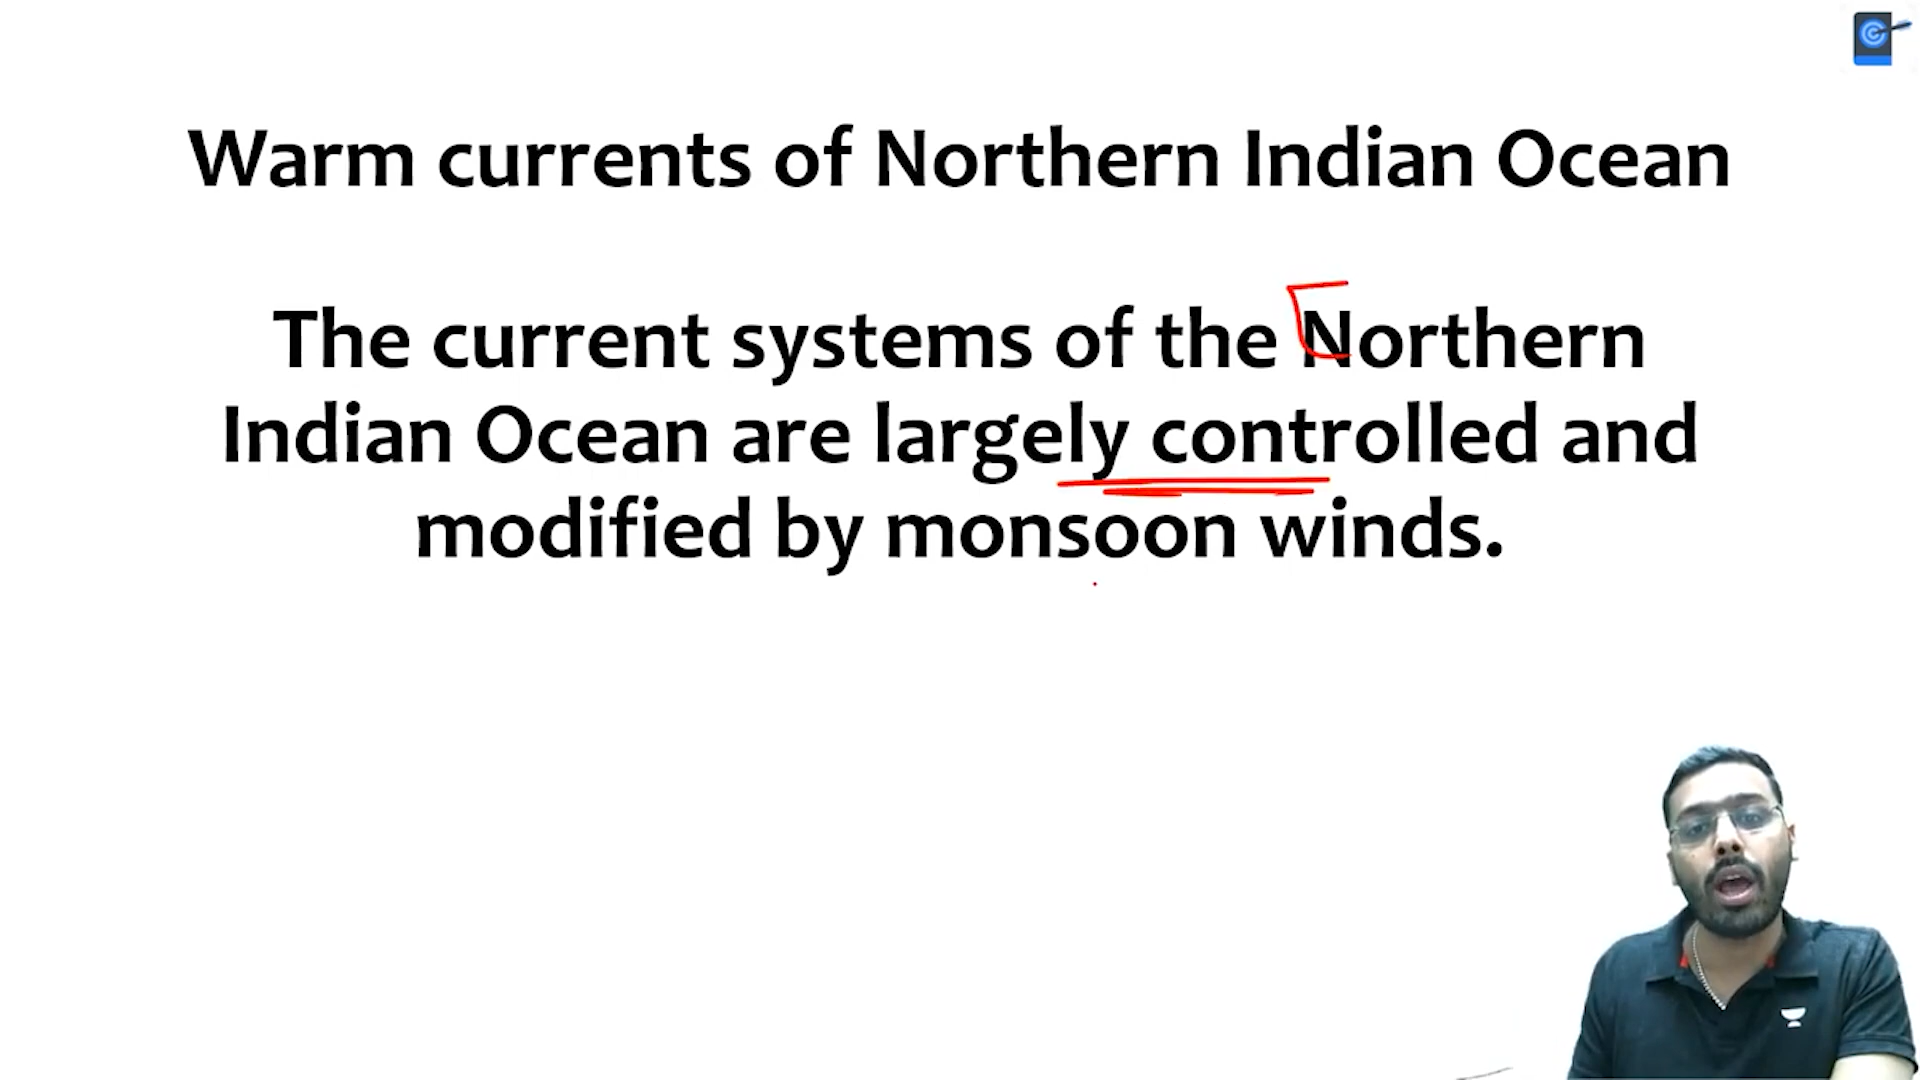 Warm currents of Northern Indian Ocean
The current systems of the Northern
Indian Ocean are largely controlled and
modified by monsoon winds.